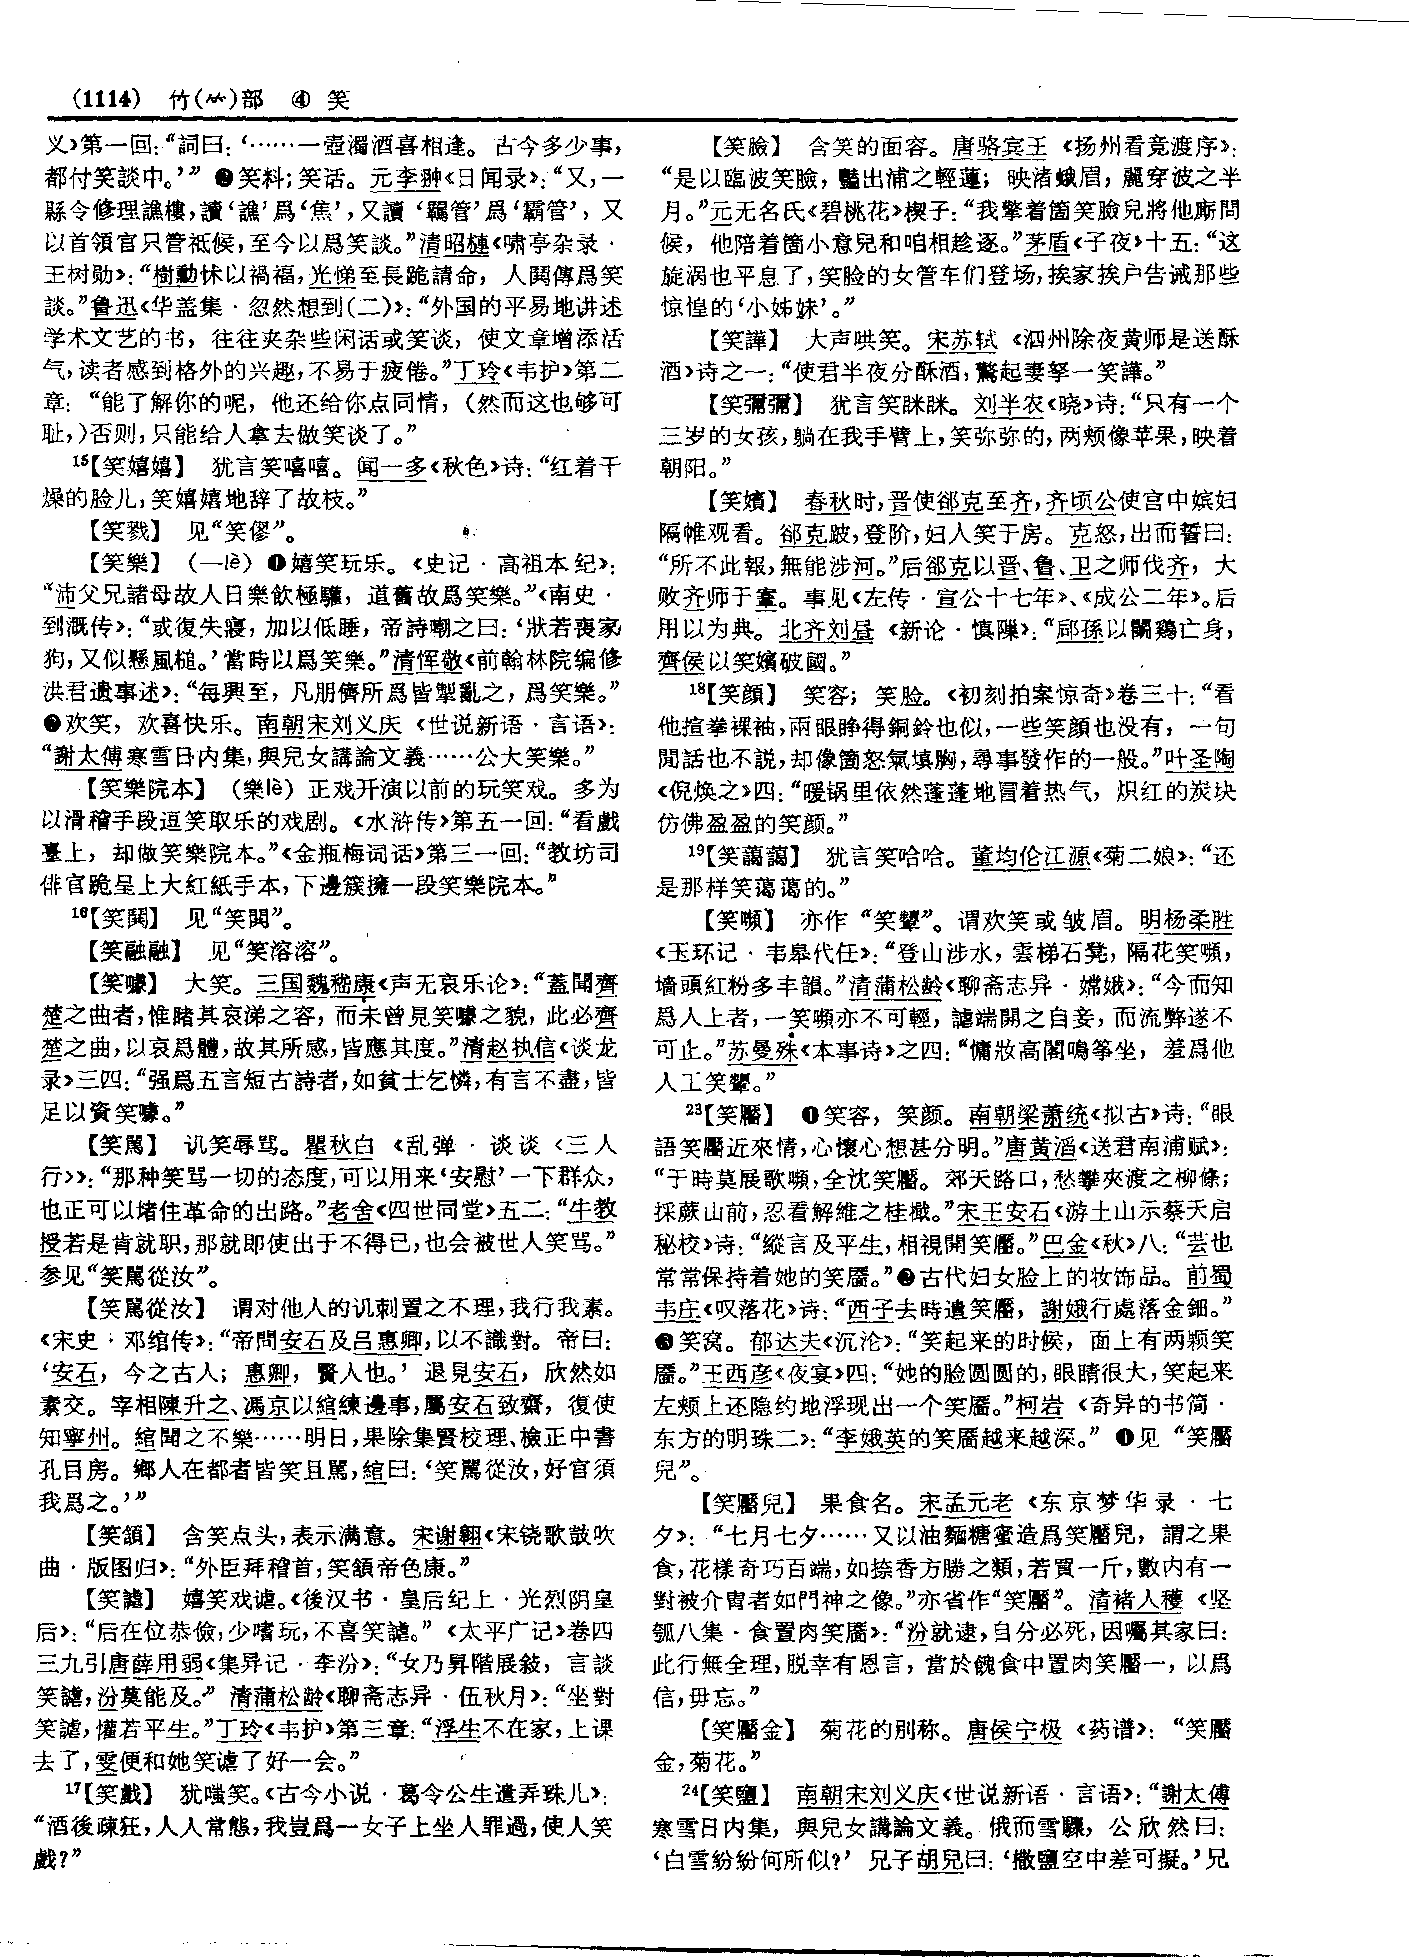 (1114) 竹(⺮)部 ④ 笑
义》第一回:“詞曰:‘……一壺濁酒喜相逢。古今多少事,
都付笑談中。’” ❷笑料;笑话。元李翀《日闻录》:“又,一
縣令修理譙樓,讀‘譙’爲‘焦’,又讀‘羈管’爲‘霸管’,又
以首領官只管祗候,至今以爲笑談。”清昭槤《啸亭杂录·
王树勋》:“樹勳怵以禍福,光悌至長跪請命,人鬨傳爲笑
談。”鲁迅《华盖集·忽然想到(二)》:“外国的平易地讲述
学术文艺的书,往往夹杂些闲话或笑谈,使文章增添活
气,读者感到格外的兴趣,不易于疲倦。”丁玲《韦护》第二
章:“能了解你的呢,他还给你点同情,(然而这也够可
耻,)否则,只能给人拿去做笑谈了。”
¹⁵【笑嬉嬉】 犹言笑嘻嘻。闻一多《秋色》诗:“红着干
燥的脸儿,笑嬉嬉地辞了故枝。”
【笑戮】 见“笑僇”。
【笑樂】 (—lè) ❶嬉笑玩乐。《史记·高祖本纪》:
“沛父兄諸母故人日樂飲極驩,道舊故爲笑樂。”《南史·
到溉传》:“或復失寢,加以低睡,帝詩嘲之曰:‘狀若喪家
狗,又似懸風槌。’當時以爲笑樂。”清恽敬《前翰林院编修
洪君遗事述》:“每興至,凡朋儕所爲皆掣亂之,爲笑樂。”
❷欢笑,欢喜快乐。南朝宋刘义庆《世说新语·言语》:
“謝太傅寒雪日内集,與兒女講論文義……公大笑樂。”
【笑樂院本】 (樂lè) 正戏开演以前的玩笑戏。多为
以滑稽手段逗笑取乐的戏剧。《水浒传》第五一回:“看戲
臺上,却做笑樂院本。”《金瓶梅词话》第三一回:“教坊司
俳官跪呈上大紅紙手本,下邊簇擁一段笑樂院本。”
¹⁶【笑鬨】 见“笑閧”。
【笑融融】 见“笑溶溶”。
【笑噱】 大笑。三国魏嵇康《声无哀乐论》:“蓋聞齊
楚之曲者,惟睹其哀涕之容,而未曾見笑噱之貌,此必齊
楚之曲,以哀爲體,故其所感,皆應其度。”清赵执信《谈龙
录》三四:“强爲五言短古詩者,如貧士乞憐,有言不盡,皆
足以資笑噱。”
【笑駡】 讥笑辱骂。瞿秋白《乱弹·谈谈〈三人
行〉》:“那种笑骂一切的态度,可以用来‘安慰’一下群众,
也正可以堵住革命的出路。”老舍《四世同堂》五二:“牛教
授若是肯就职,那就即使出于不得已,也会被世人笑骂。”
参见“笑駡從汝”。
【笑駡從汝】 谓对他人的讥刺置之不理,我行我素。
《宋史·邓绾传》:“帝問安石及吕惠卿,以不識對。帝曰:
‘安石,今之古人;惠卿,賢人也。’退見安石,欣然如
素交。宰相陳升之、馮京以綰練邊事,屬安石致齋,復使
知寧州。綰聞之不樂……明日,果除集賢校理、檢正中書
孔目房。鄉人在都者皆笑且駡,綰曰:‘笑駡從汝,好官須
我爲之。’”
【笑頷】 含笑点头,表示满意。宋谢翱《宋铙歌鼓吹
曲·版图归》:“外臣拜稽首;笑頷帝色康。”
【笑謔】 嬉笑戏谑。《後汉书·皇后纪上·光烈阴皇
后》:“后在位恭儉,少嗜玩,不喜笑謔。”《太平广记》卷四
三九引唐薛用弱《集异记·李汾》:“女乃昇階展敍,言談
笑謔,汾莫能及。” 清蒲松龄《聊斋志异·伍秋月》:“坐對
笑謔,懽若平生。”丁玲《韦护》第三章:“浮生不在家,上课
去了,雯便和她笑谑了好一会。”
¹⁷【笑戲】 犹嗤笑。《古今小说·葛令公生遣弄珠儿》:
“酒後疎狂,人人常態,我豈爲一女子上坐人罪過,使人笑
戲?”
【笑臉】 含笑的面容。唐骆宾王《扬州看竞渡序》:
“是以臨波笑臉,豔出浦之輕蓮;映渚蛾眉,麗穿波之半
月。”元无名氏《碧桃花》楔子:“我擎着箇笑臉兒將他厮問
候,他陪着箇小意兒和咱相趁逐。”茅盾《子夜》十五:“这
旋涡也平息了,笑脸的女管车们登场,挨家挨户告诫那些
惊惶的‘小姊妹’。”
【笑譁】 大声哄笑。宋苏轼《泗州除夜黄师是送酥
酒》诗之一:“使君半夜分酥酒,驚起妻孥一笑譁。”
【笑彌彌】 犹言笑眯眯。刘半农《晓》诗:“只有一个
三岁的女孩,躺在我手臂上,笑弥弥的,两颊像苹果,映着
朝阳。”
【笑嬪】 春秋时,晋使郤克至齐,齐顷公使宫中嫔妇
隔帷观看。郤克跛,登阶,妇人笑于房。克怒,出而誓曰:
“所不此報,無能涉河。”后郤克以晋、鲁、卫之师伐齐,大
败齐师于鞌。事见《左传·宣公十七年》、《成公二年》。后
用以为典。北齐刘昼《新论·慎隟》:“郈孫以鬭鷄亡身,
齊侯以笑嬪破國。”
¹⁸【笑顔】 笑容;笑脸。《初刻拍案惊奇》卷三十:“看
他揎拳裸袖,兩眼睁得銅鈴也似,一些笑顔也没有,一句
閒話也不説,却像箇怒氣填胸,尋事發作的一般。”叶圣陶
《倪焕之》四:“暖锅里依然蓬蓬地冒着热气,炽红的炭块
仿佛盈盈的笑颜。”
¹⁹【笑藹藹】 犹言笑哈哈。董均伦江源《菊二娘》:“还
是那样笑蔼蔼的。”
【笑嚬】 亦作“笑顰”。谓欢笑或皱眉。明杨柔胜
《玉环记·韦皋代任》:“登山涉水,雲梯石凳,隔花笑嚬,
墻頭紅粉多丰韻。”清蒲松龄《聊斋志异·嫦娥》:“今而知
爲人上者,一笑嚬亦不可輕,謔端開之自妾,而流弊遂不
可止。”苏曼殊《本事诗》之四:“慵妝高閣鳴筝坐,羞爲他
人工笑顰。”
²³【笑靨】 ❶笑容,笑颜。南朝梁萧统《拟古》诗:“眼
語笑靨近來情,心懷心想甚分明。”唐黄滔《送君南浦赋》:
“于時莫展歌嚬,全沈笑靨。郊天路口,愁攀夾渡之柳條;
採蕨山前,忍看解維之桂檝。”宋王安石《游土山示蔡天启
秘校》诗:“縱言及平生,相視開笑靨。”巴金《秋》八:“芸也
常常保持着她的笑靥。”❷古代妇女脸上的妆饰品。前蜀
韦庄《叹落花》诗:“西子去時遺笑靨,謝娥行處落金鈿。”
❸笑窝。郁达夫《沉沦》:“笑起来的时候,面上有两颗笑
靥。”王西彦《夜宴》四:“她的脸圆圆的,眼睛很大,笑起来
左颊上还隐约地浮现出一个笑靥。”柯岩《奇异的书简·
东方的明珠二》:“李娥英的笑靥越来越深。” ❹见“笑靨
兒”。
【笑靨兒】 果食名。宋孟元老《东京梦华录·七
夕》:“七月七夕……又以油麵糖蜜造爲笑靨兒,謂之果
食,花樣奇巧百端,如捺香方勝之類,若買一斤,數内有一
對被介胄者如門神之像。”亦省作“笑靨”。清褚人穫《坚
瓠八集·食置肉笑靥》:“汾就逮,自分必死,因囑其家曰:
此行無全理,脱幸有恩言,當於餽食中置肉笑靨一,以爲
信,毋忘。”
【笑靨金】 菊花的别称。唐侯宁极《药谱》:“笑靨
金,菊花。”
²⁴【笑鹽】 南朝宋刘义庆《世说新语·言语》:“謝太傅
寒雪日内集,與兒女講論文義。俄而雪驟,公欣然曰:
‘白雪紛紛何所似?’兄子胡兒曰:‘撒鹽空中差可擬。’兄